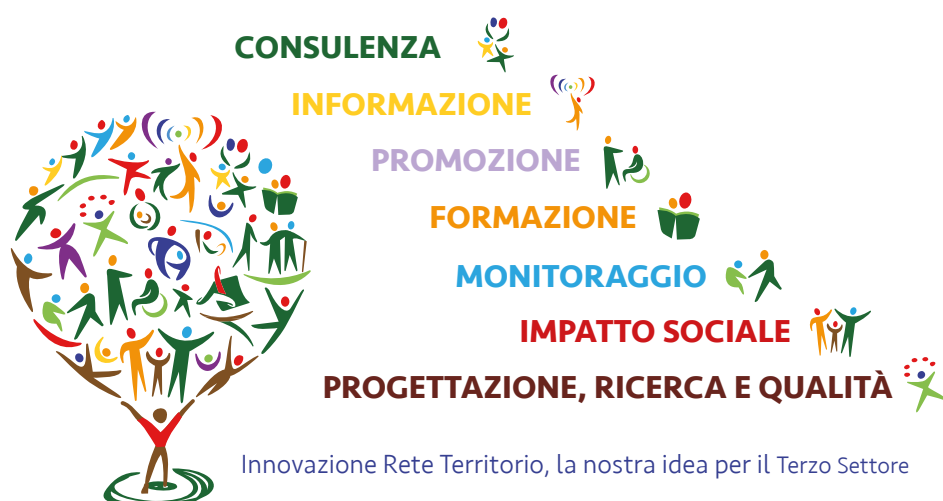 CONSULENZA
INFORMAZIONE
PROMOZIONE
FORMAZIONE
MONITORAGGIO
IMPATTO SOCIALE
PROGETTAZIONE, RICERCA E QUALITÀ
Innovazione Rete Territorio, la nostra idea per il Terzo Settore